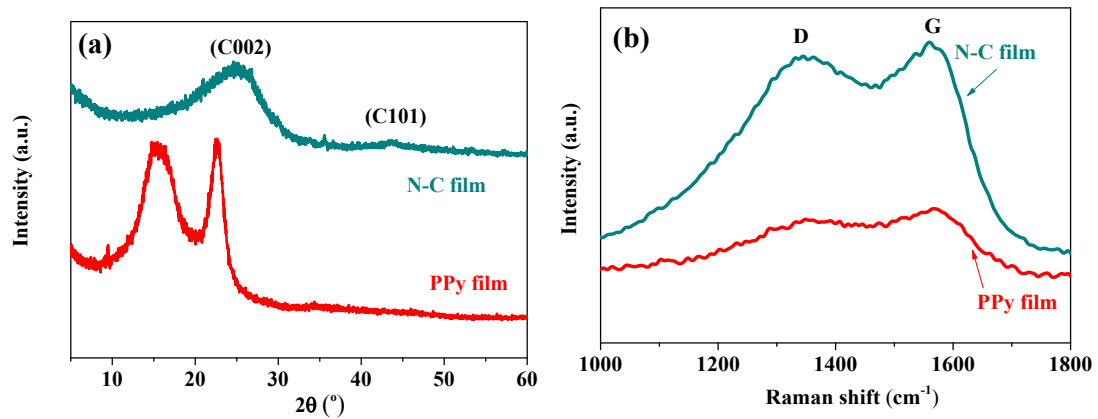 (a)
(C002)
(C101)
N-C film
PPy film
Intensity (a.u.)
10 20 30 40 50 60
2θ (°)
(b)
D
G
N-C film
PPy film
Intensity (a.u.)
1000 1200 1400 1600 1800
Raman shift (cm⁻¹)